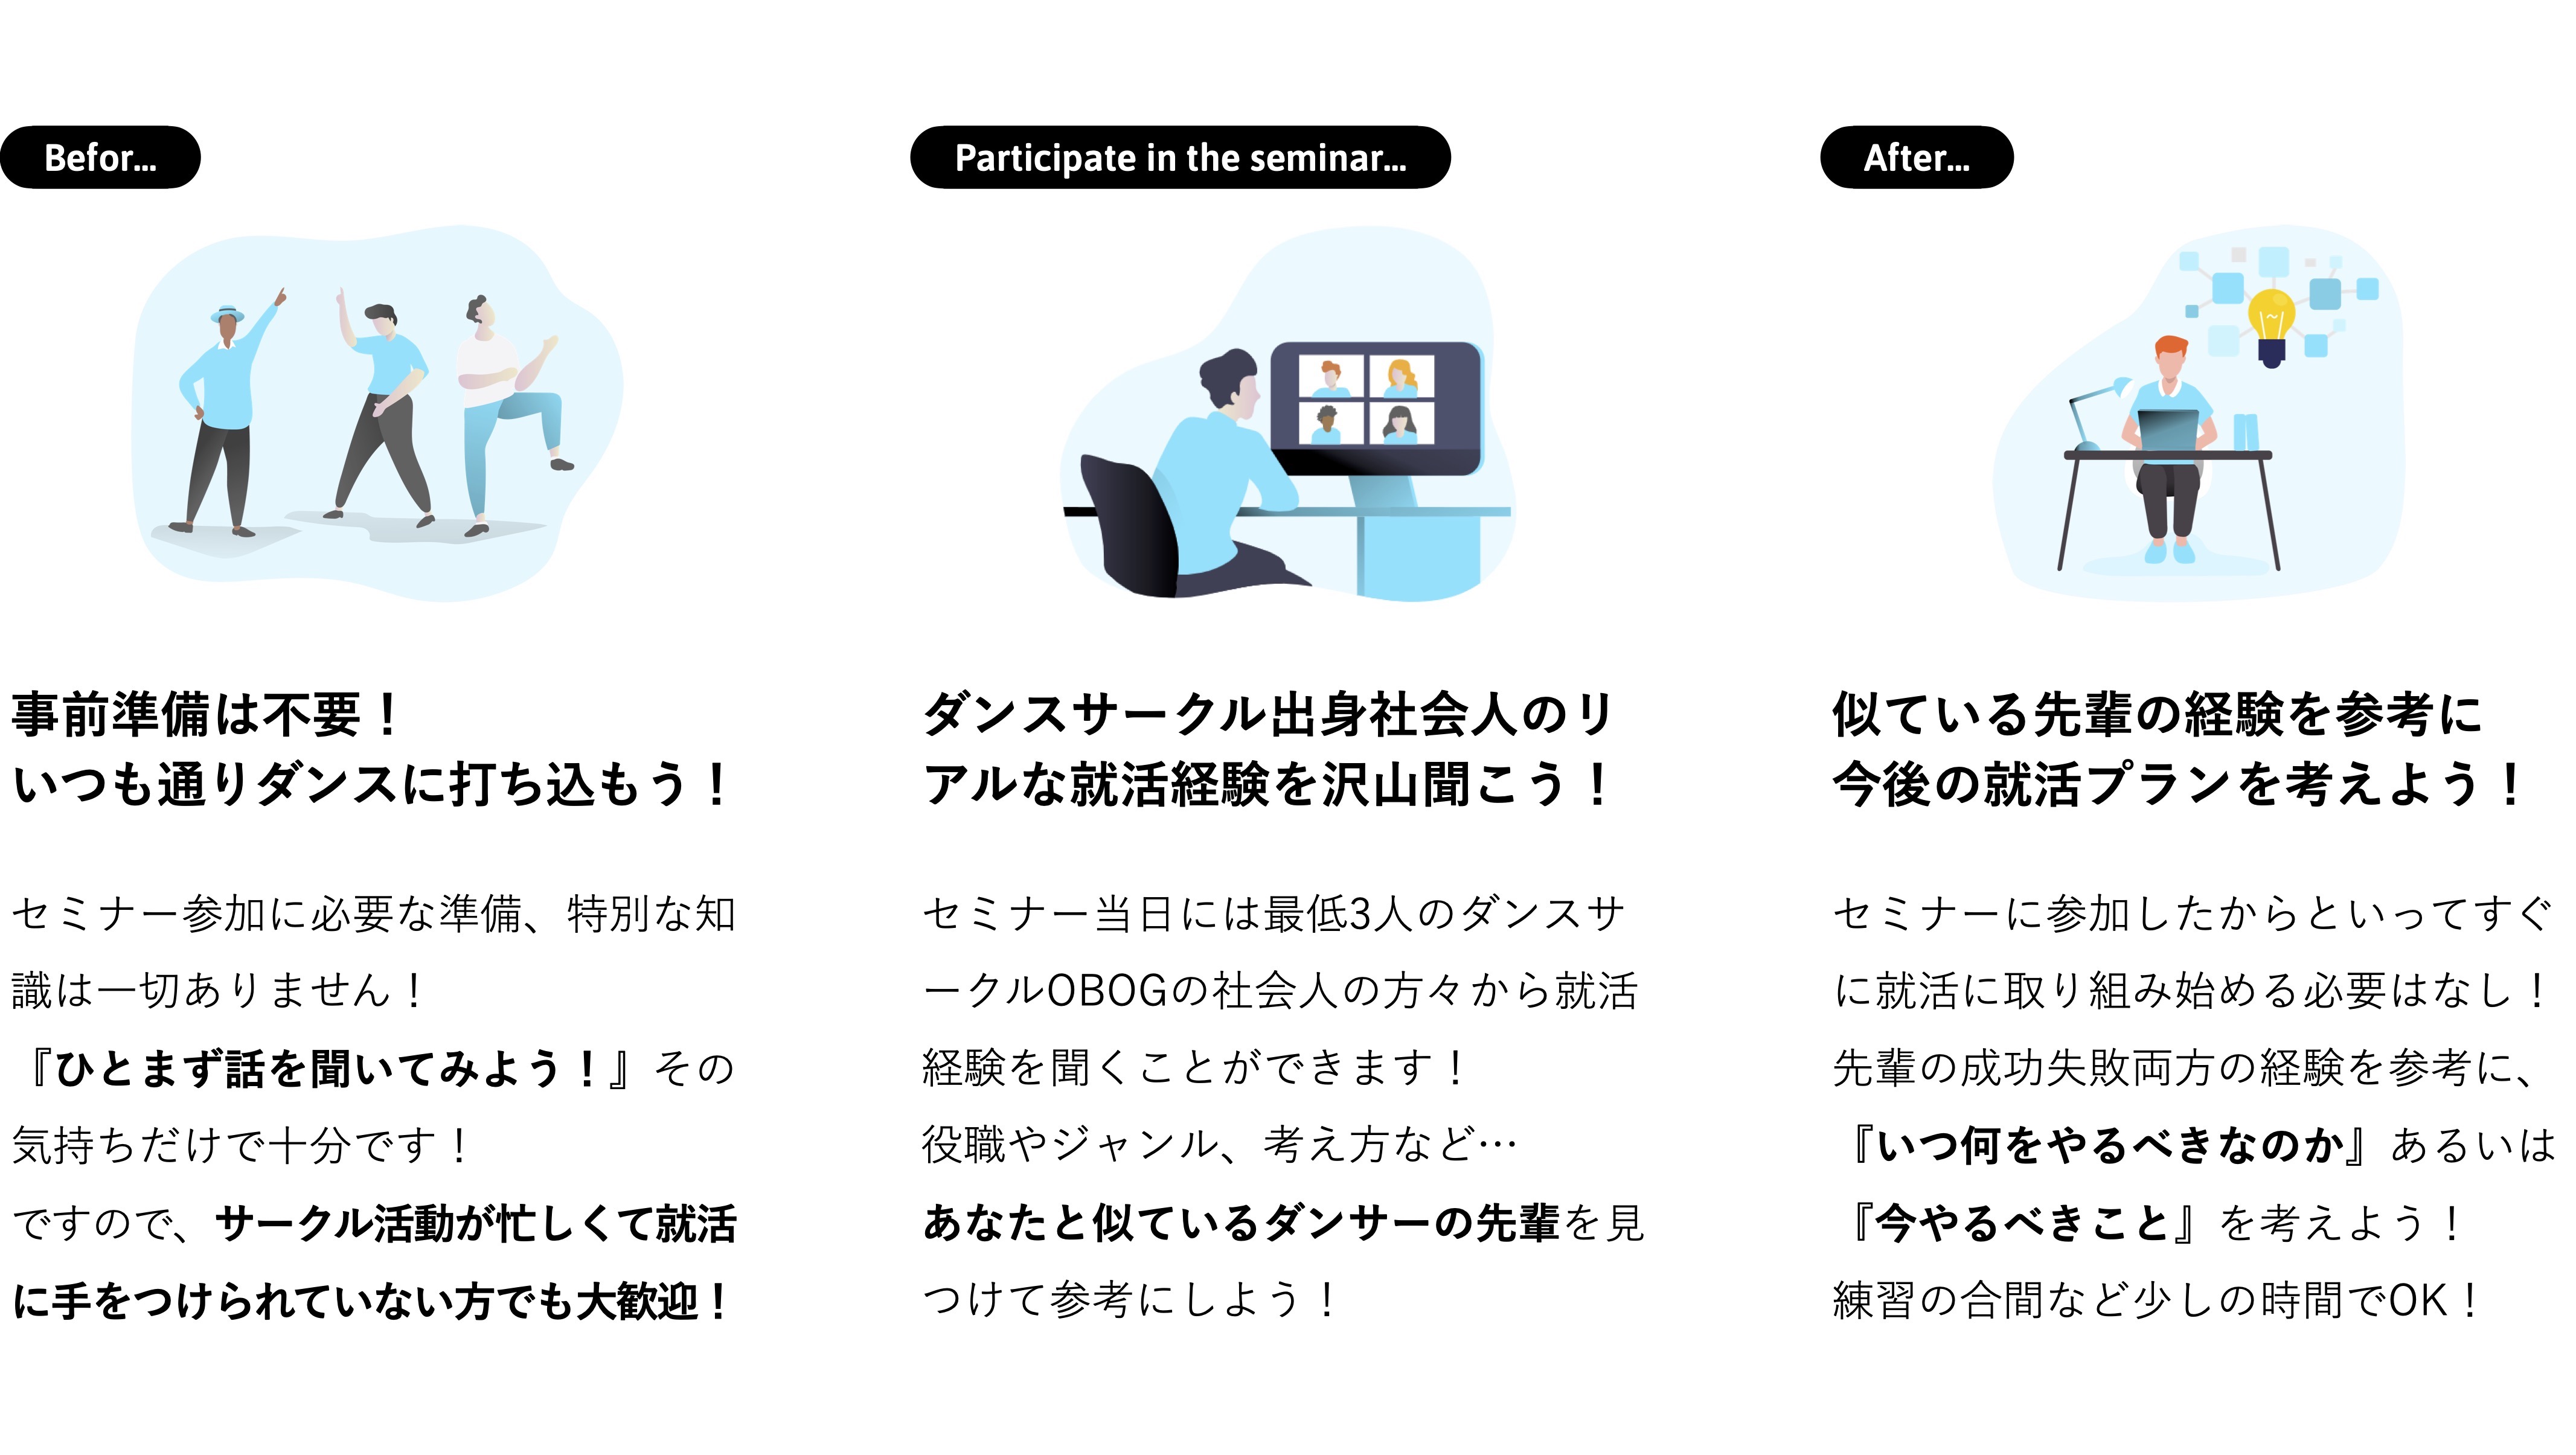 Befor...
事前準備は不要！
いつも通りダンスに打ち込もう！
セミナー参加に必要な準備、特別な知
識は一切ありません！
『ひとまず話を聞いてみよう！』その
気持ちだけで十分です！
ですので、サークル活動が忙しくて就活
に手をつけられていない方でも大歓迎！
Participate in the seminar...
ダンスサークル出身社会人のリ
アルな就活経験を沢山聞こう！
セミナー当日には最低3人のダンスサ
ークルOBOGの社会人の方々から就活
経験を聞くことができます！
役職やジャンル、考え方など…
あなたと似ているダンサーの先輩を見
つけて参考にしよう！
After...
似ている先輩の経験を参考に
今後の就活プランを考えよう！
セミナーに参加したからといってすぐ
に就活に取り組み始める必要はなし！
先輩の成功失敗両方の経験を参考に、
『いつ何をやるべきなのか』あるいは
『今やるべきこと』を考えよう！
練習の合間など少しの時間でOK！